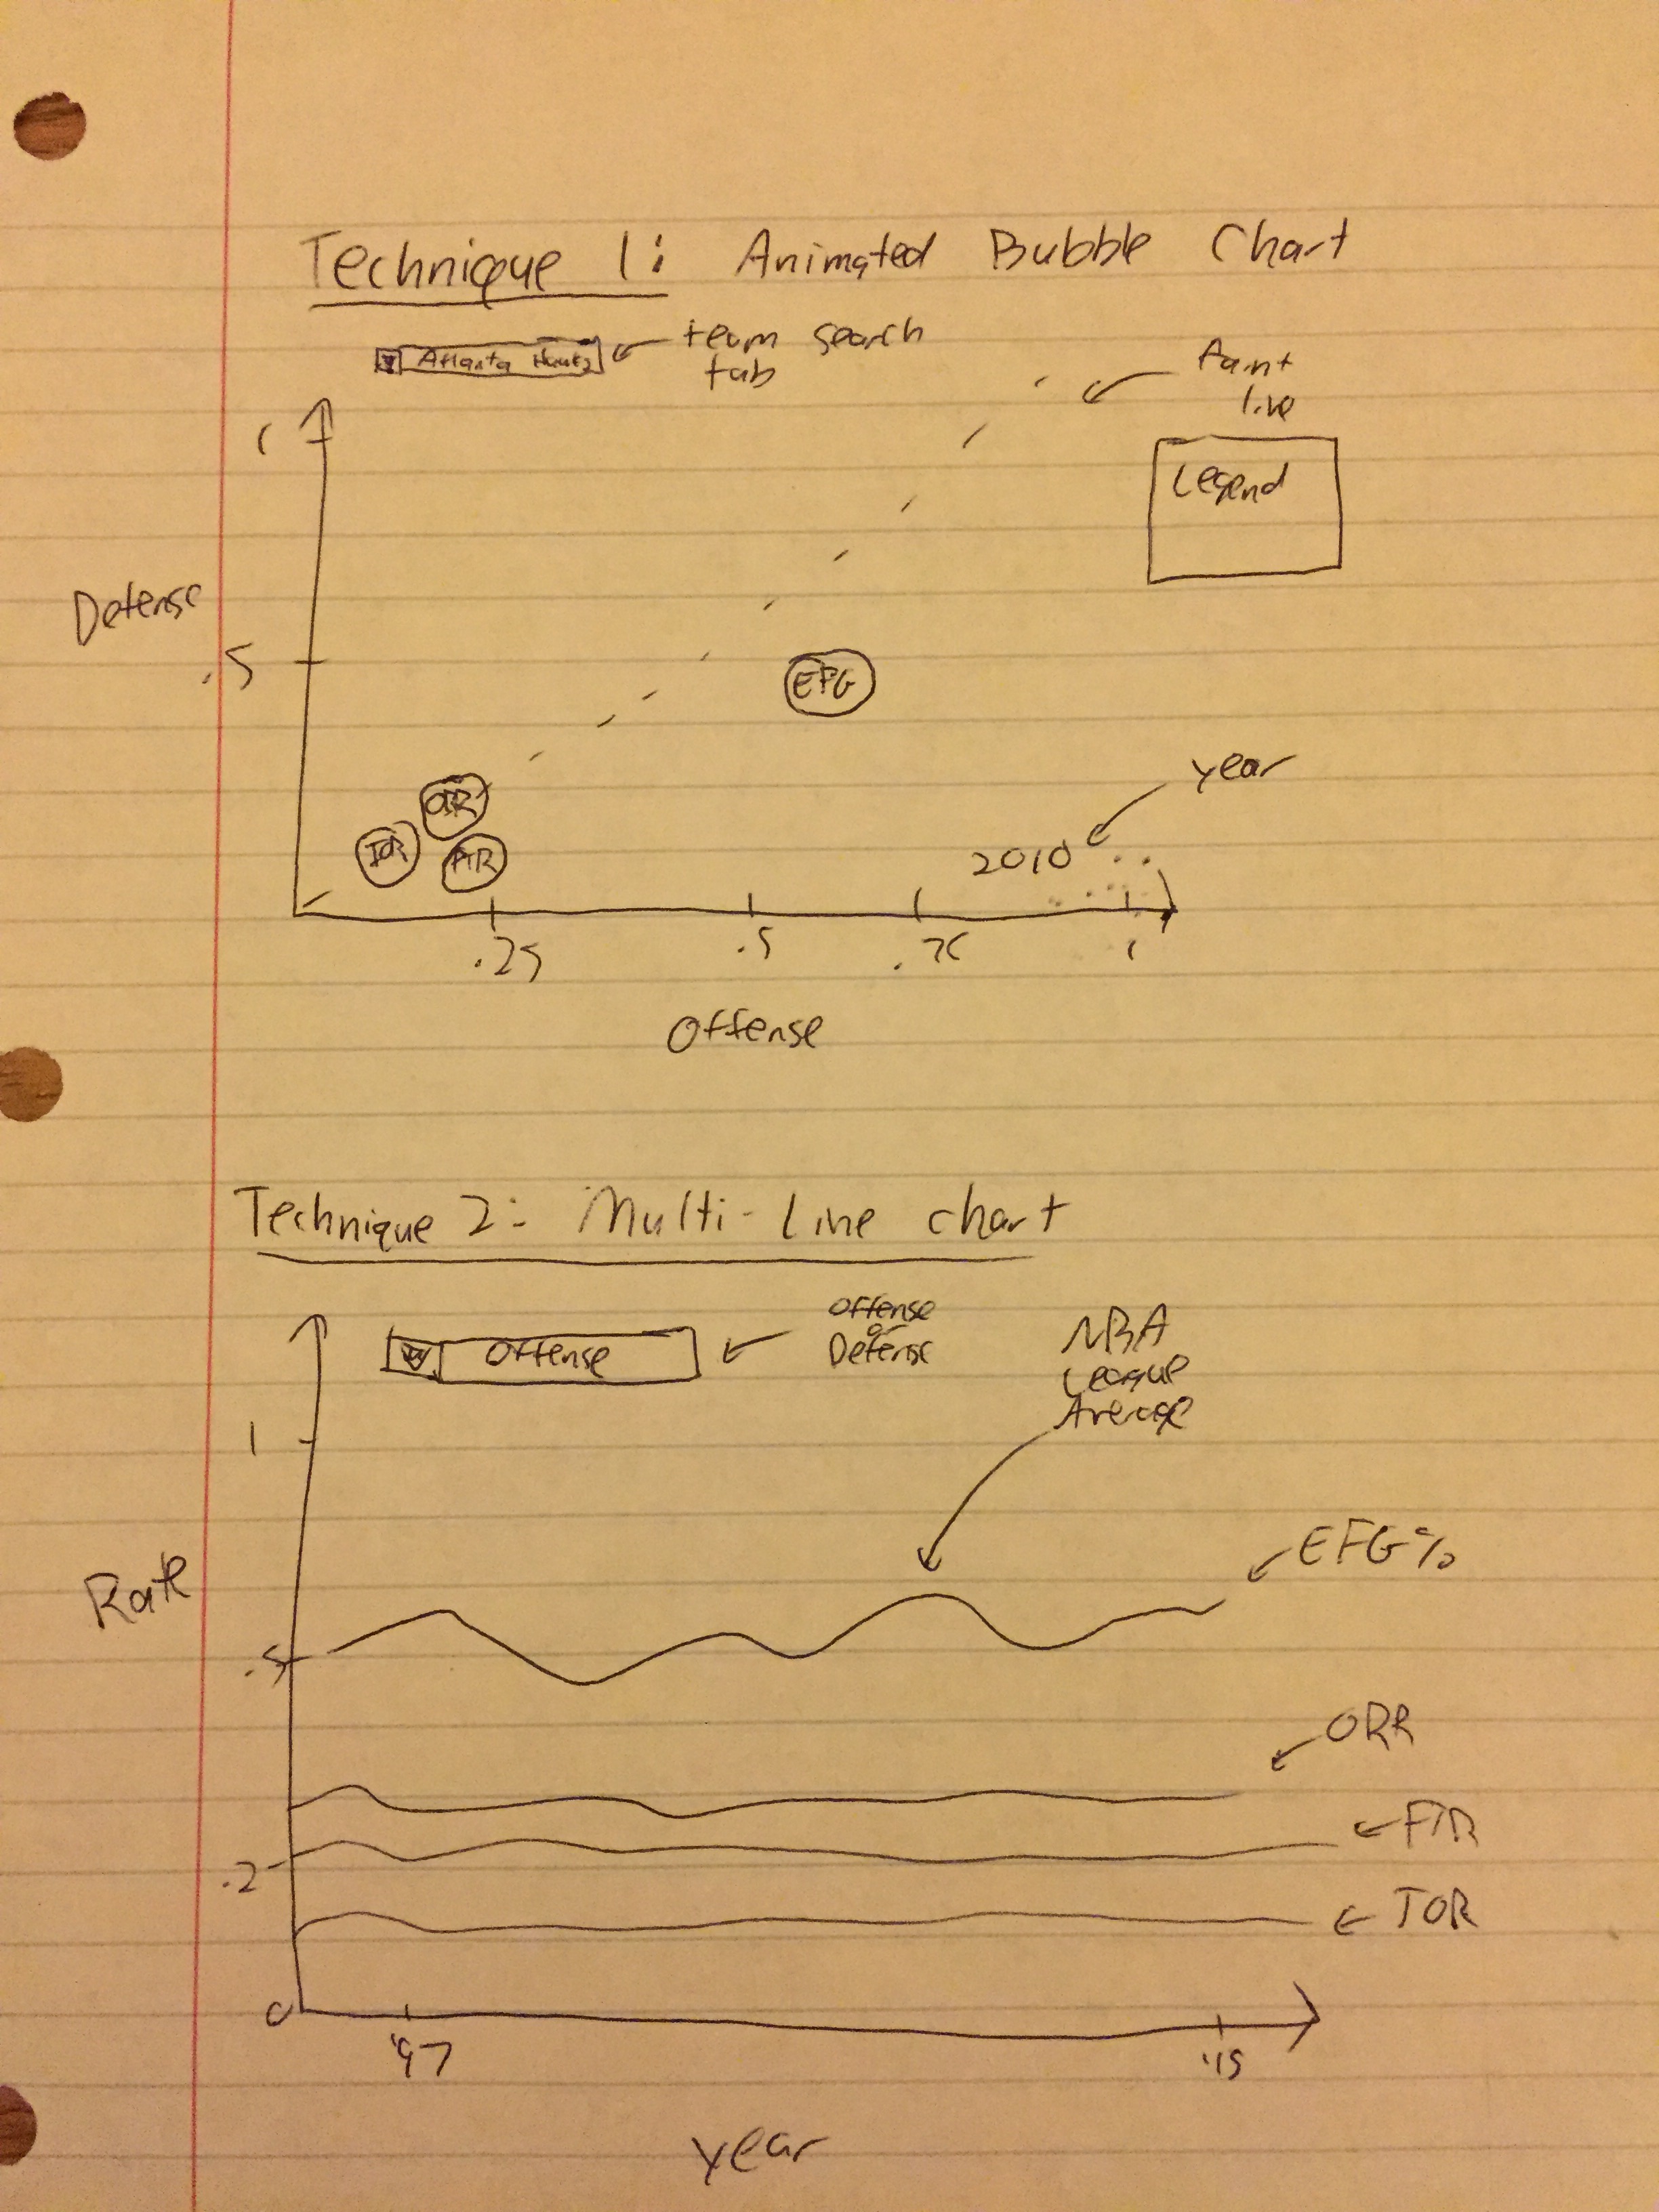 Technique 1: Animated Bubble Chart
Atlanta Hawks
team search
tab
Faint
line
1
Legend
Defense
.5
EFG
year
ORR
TOR
FTR
2010
.25
.5
.75
1
Offense
Technique 2: Multi-Line chart
Offense
Offense
or
Defense
NBA
League
Average
1
EFG%
Rate
.5
ORR
FTR
.2
TOR
0
'97
'15
year